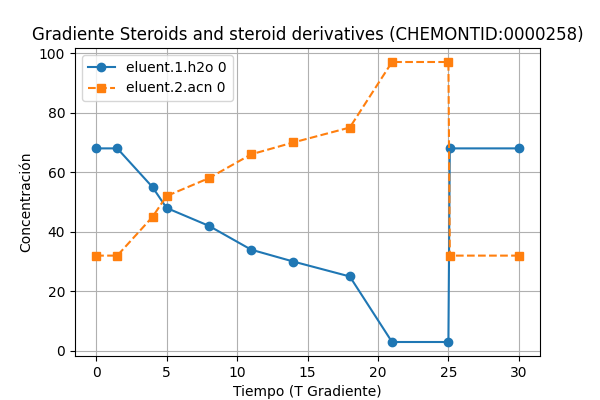 Gradiente Steroids and steroid derivatives (CHEMONTID:0000258)
100
80
60
40
20
0
Concentración
eluent.1.h2o 0
eluent.2.acn 0
0 5 10 15 20 25 30
Tiempo (T Gradiente)